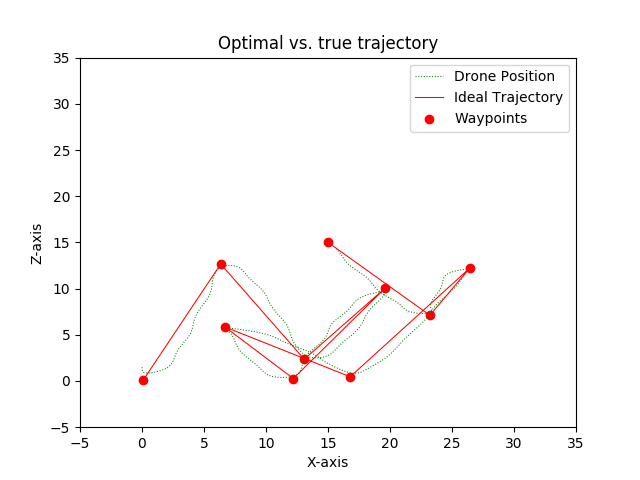 Optimal vs. true trajectory
Drone Position
Ideal Trajectory
Waypoints
Z-axis
35
30
25
20
15
10
5
0
−5
−5 0 5 10 15 20 25 30 35
X-axis